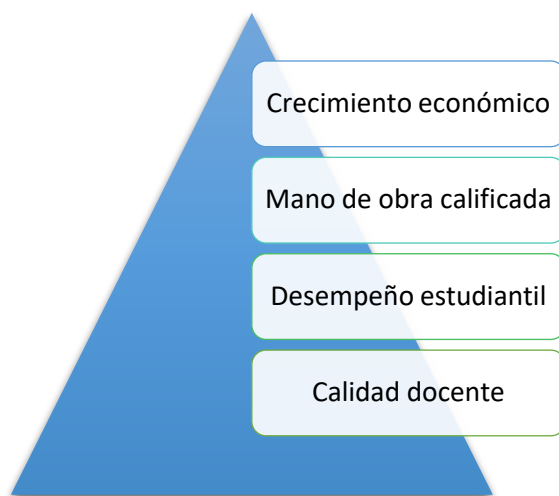 Crecimiento económico
Mano de obra calificada
Desempeño estudiantil
Calidad docente